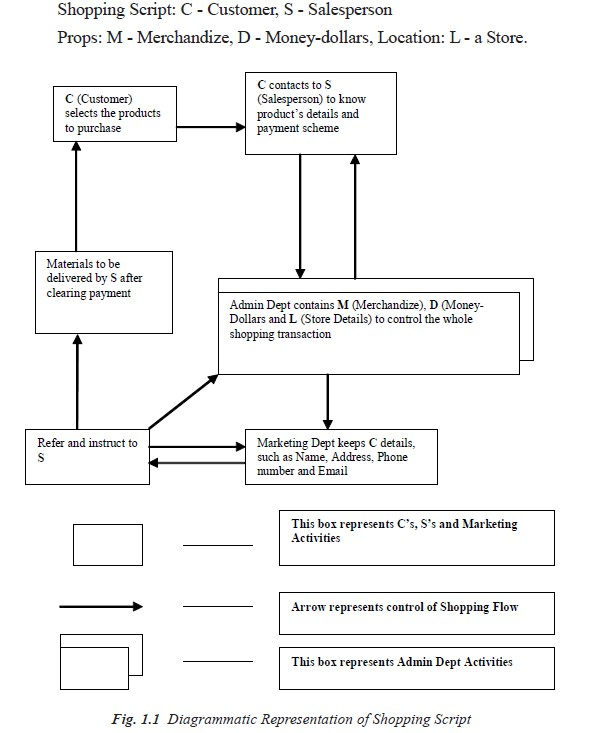 Shopping Script: C - Customer, S - Salesperson
Props: M - Merchandize, D - Money-dollars, Location: L - a Store.
C (Customer)
selects the products
to purchase
C contacts to S
(Salesperson) to know
product's details and
payment scheme
Materials to be
delivered by S after
clearing payment
Admin Dept contains M (Merchandize), D (Money-
Dollars and L (Store Details) to control the whole
shopping transaction
Refer and instruct to
S
Marketing Dept keeps C details,
such as Name, Address, Phone
number and Email
This box represents C's, S's and Marketing
Activities
Arrow represents control of Shopping Flow
This box represents Admin Dept Activities
Fig. 1.1 Diagrammatic Representation of Shopping Script